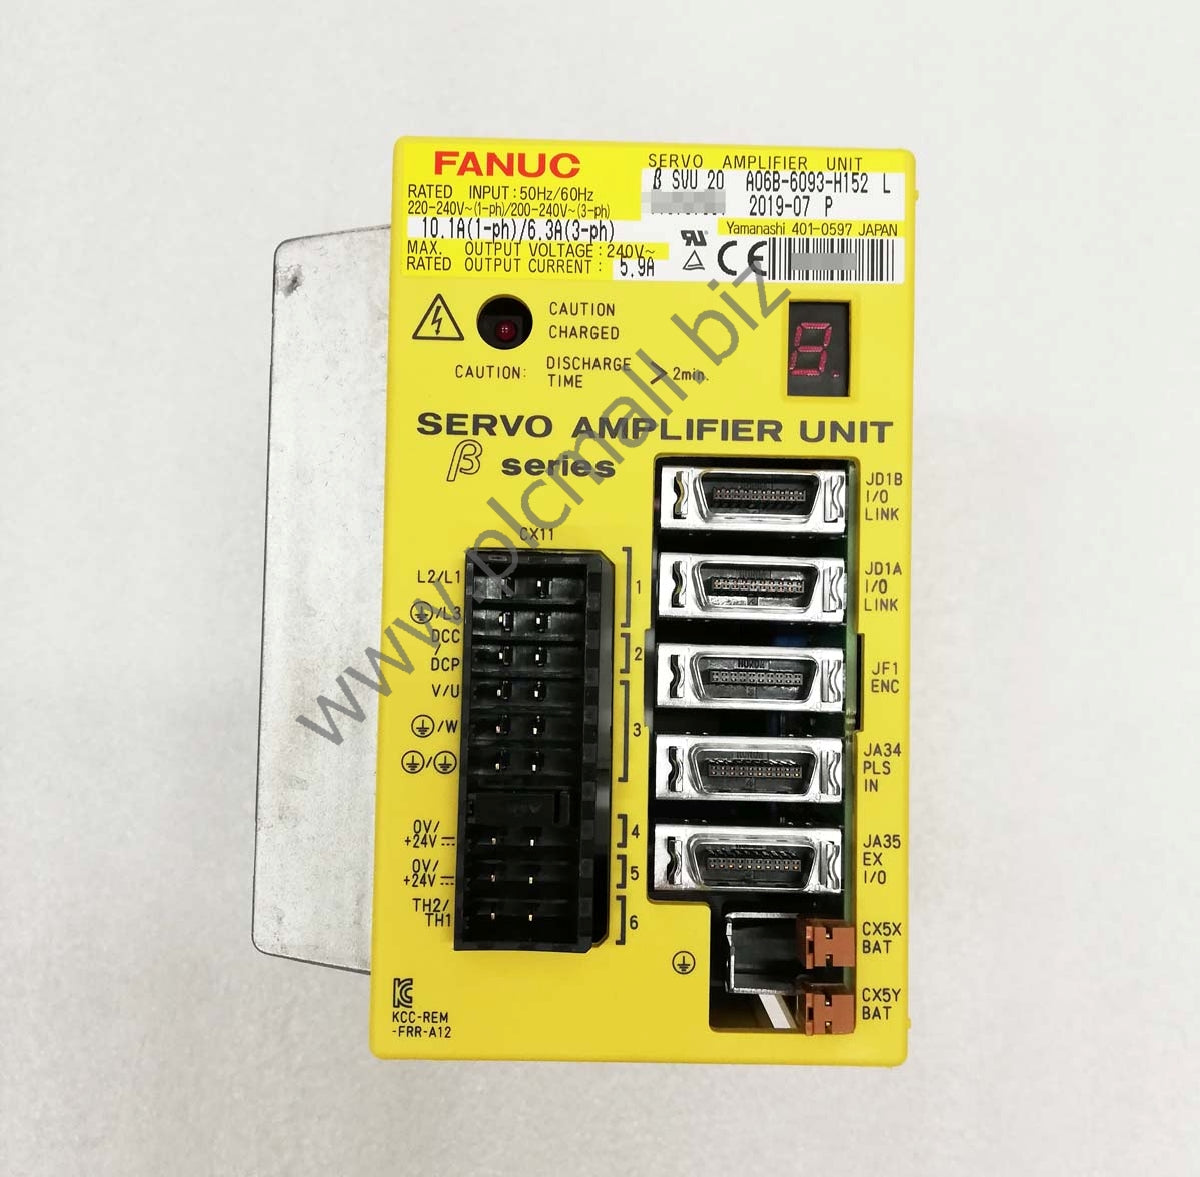 FANUC
SERVO AMPLIFIER UNIT
β SVU 20 A06B-6093-H152 L
2019-07 P
RATED INPUT:50Hz/60Hz
220-240V~(1-ph)/200-240V~(3-ph)
10.1A(1-ph)/6.3A(3-ph)
MAX. OUTPUT VOLTAGE:240V~
RATED OUTPUT CURRENT: 5.9A
Yamanashi 401-0597 JAPAN
CE
CAUTION
CHARGED
CAUTION: DISCHARGE TIME > 2min.
SERVO AMPLIFIER UNIT
β series
CX11
L2/L1
/L3
DCC
/
DCP
V/U
/W
/
0V/
+24V
0V/
+24V
TH2/
TH1
1
2
3
4
5
6
JD1B
I/O
LINK
JD1A
I/O
LINK
JF1
ENC
JA34
PLS
IN
JA35
EX
I/O
CX5X
BAT
CX5Y
BAT
KCC-REM
-FRR-A12
www.plcmall.biz